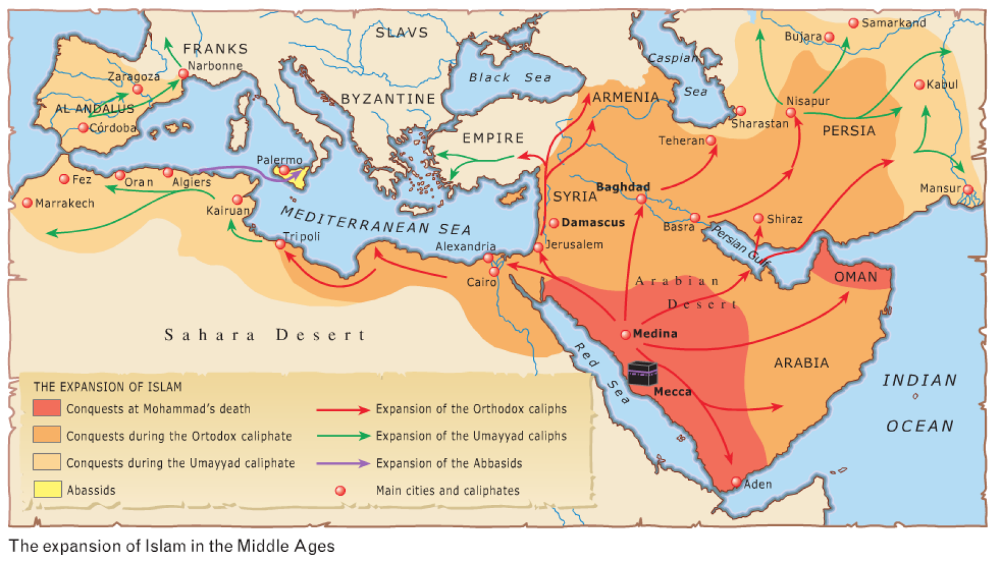 SLAVS
FRANKS
Narbonne
Zaragoza
AL ANDALUS
Córdoba
BYZANTINE
EMPIRE
Black Sea
Caspian
Sea
ARMENIA
Samarkand
Bujara
Kabul
Nisapur
Sharastan
PERSIA
Teheran
Mansur
Palermo
Fez
Oran
Algiers
Marrakech
Kairuan
MEDITERRANEAN SEA
Tripoli
Alexandria
Cairo
SYRIA
Baghdad
Damascus
Jerusalem
Basra
Shiraz
Persian Gulf
OMAN
Arabian
Desert
Medina
Mecca
ARABIA
Red Sea
Aden
Sahara Desert
INDIAN
OCEAN
THE EXPANSION OF ISLAM
Conquests at Mohammad's death
Conquests during the Ortodox caliphate
Conquests during the Umayyad caliphate
Abassids
Expansion of the Orthodox caliphs
Expansion of the Umayyad caliphs
Expansion of the Abbasids
Main cities and caliphates
The expansion of Islam in the Middle Ages